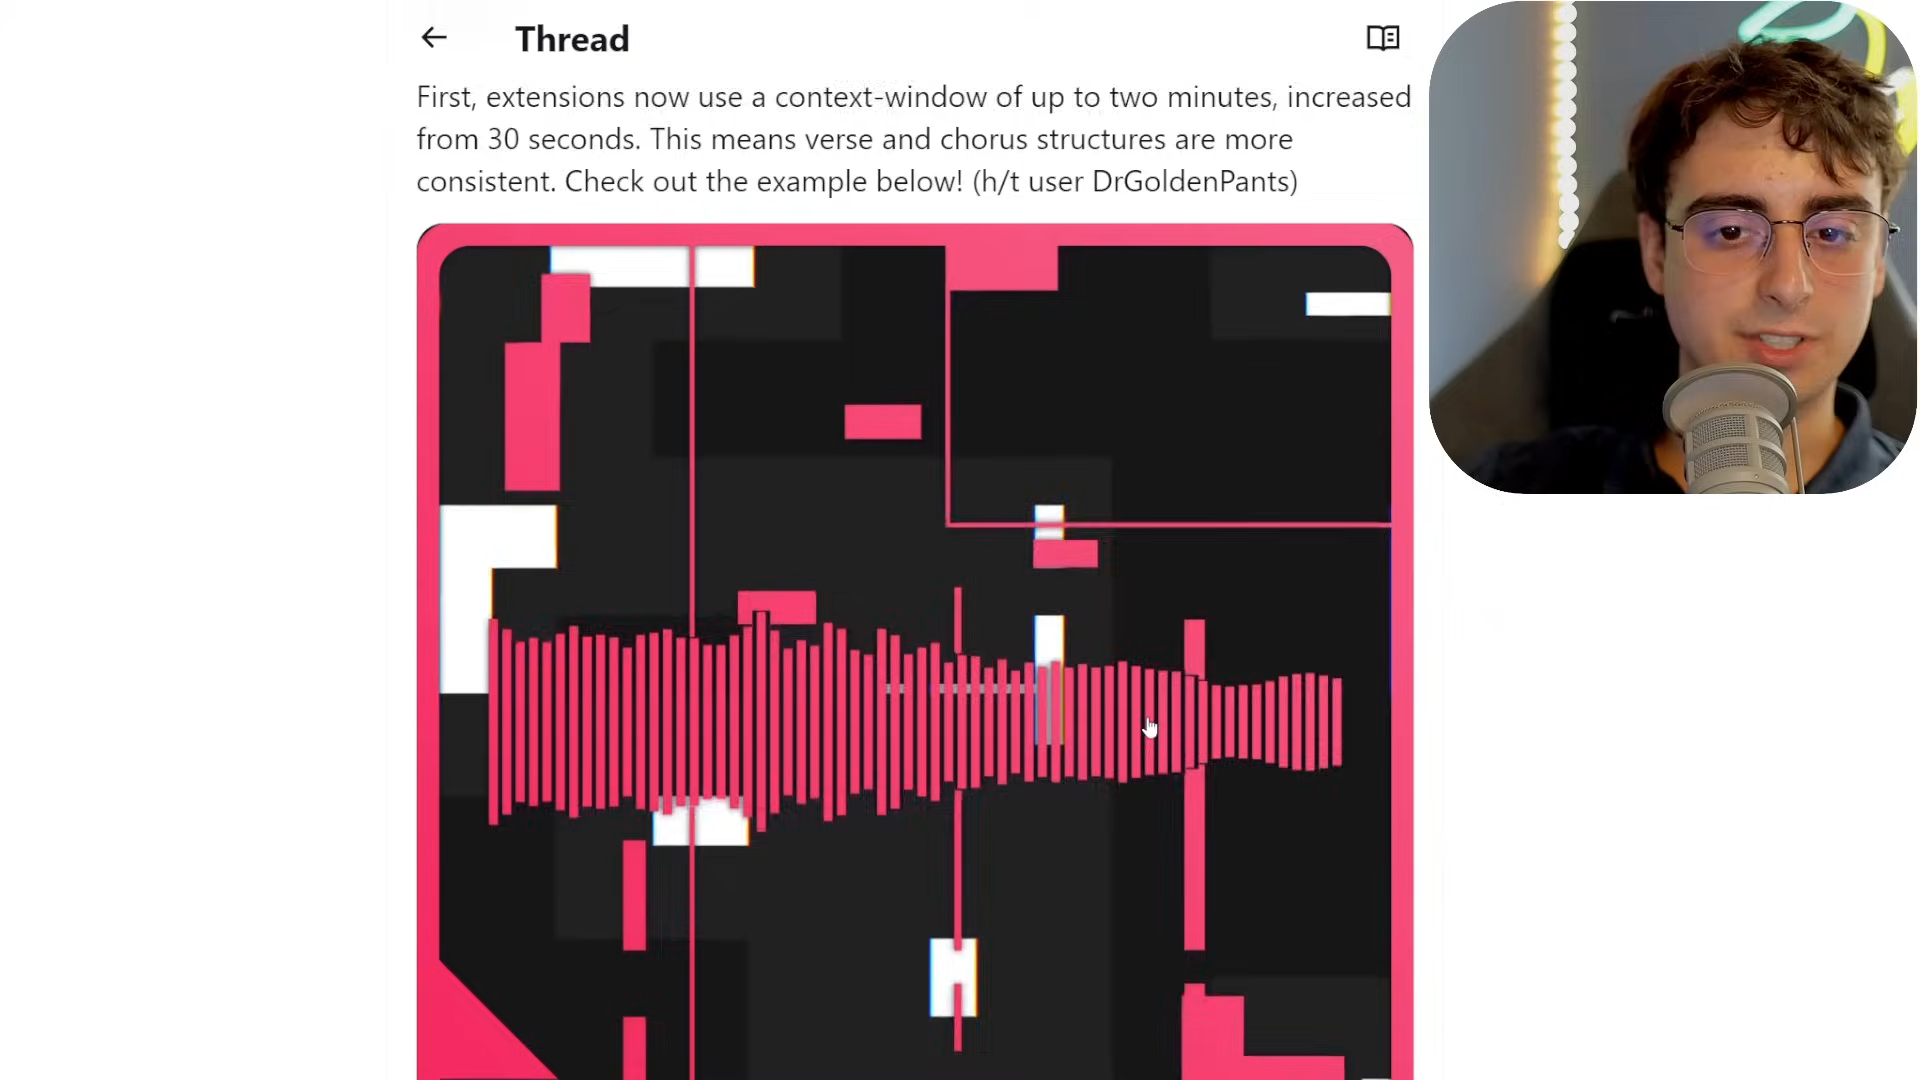 Thread
First, extensions now use a context-window of up to two minutes, increased
from 30 seconds. This means verse and chorus structures are more
consistent. Check out the example below! (h/t user DrGoldenPants)